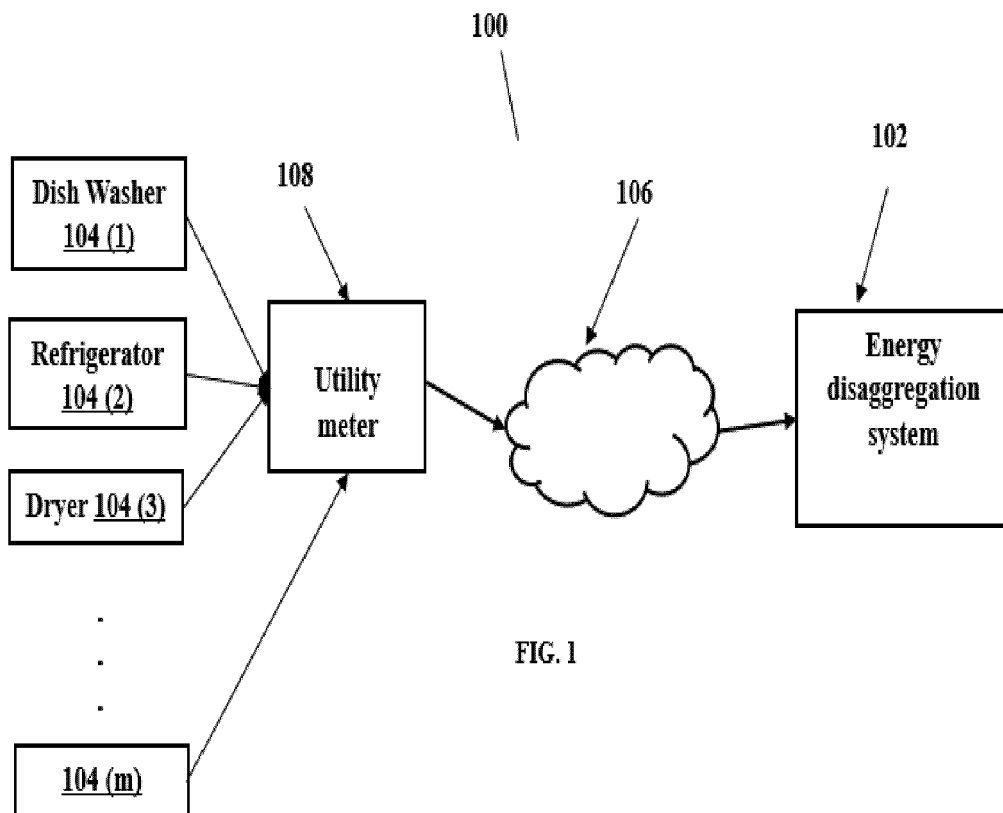 100
102
108
106
Dish Washer
104 (1)
Refrigerator
104 (2)
Dryer 104 (3)
104 (m)
Utility
meter
Energy
disaggregation
system
FIG. 1